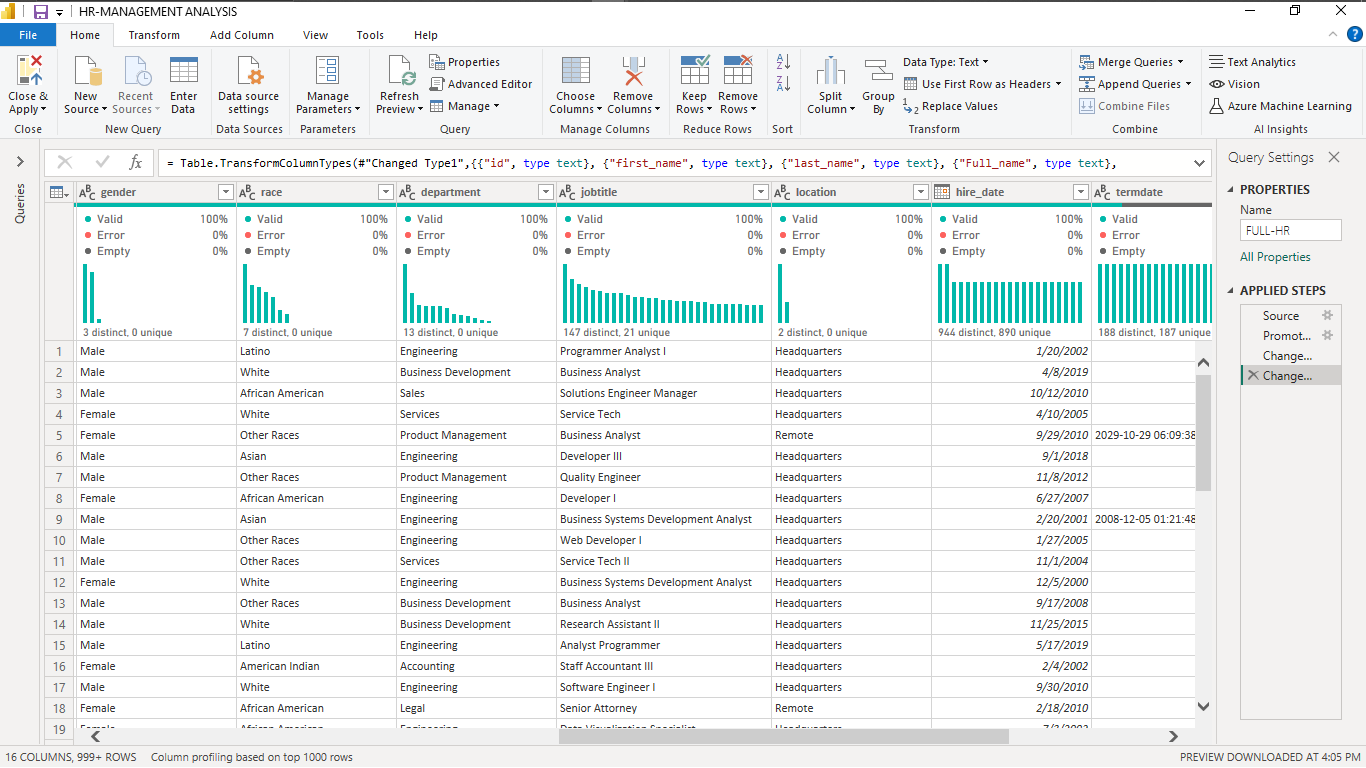 HR-MANAGEMENT ANALYSIS
File Home Transform Add Column View Tools Help
Close & Apply New Source Recent Sources Enter Data Data source settings Manage Parameters Refresh Preview Properties Advanced Editor Manage Choose Columns Remove Columns Keep Rows Remove Rows Split Column Group By Data Type: Text Use First Row as Headers Replace Values Merge Queries Append Queries Combine Files Text Analytics Vision Azure Machine Learning
Close New Query Data Sources Parameters Query Manage Columns Reduce Rows Sort Transform Combine AI Insights
Queries
= Table.TransformColumnTypes(#"Changed Type1",{{"id", type text}, {"first_name", type text}, {"last_name", type text}, {"Full_name", type text},
gender race department jobtitle location hire_date termdate
Valid 100% Valid 100% Valid 100% Valid 100% Valid 100% Valid 100% Valid
Error 0% Error 0% Error 0% Error 0% Error 0% Error 0% Error
Empty 0% Empty 0% Empty 0% Empty 0% Empty 0% Empty 0% Empty
3 distinct, 0 unique 7 distinct, 0 unique 13 distinct, 0 unique 147 distinct, 21 unique 2 distinct, 0 unique 944 distinct, 890 unique 188 distinct, 187 unique
1 Male Latino Engineering Programmer Analyst I Headquarters 1/20/2002
2 Male White Business Development Business Analyst Headquarters 4/8/2019
3 Male African American Sales Solutions Engineer Manager Headquarters 10/12/2010
4 Female White Services Service Tech Headquarters 4/10/2005
5 Female Other Races Product Management Business Analyst Remote 9/29/2010 2029-10-29 06:09:38
6 Male Asian Engineering Developer III Headquarters 9/1/2018
7 Male Other Races Product Management Quality Engineer Headquarters 11/8/2012
8 Female African American Engineering Developer I Headquarters 6/27/2007
9 Male Asian Engineering Business Systems Development Analyst Headquarters 2/20/2001 2008-12-05 01:21:48
10 Male Other Races Engineering Web Developer I Headquarters 1/27/2005
11 Male Other Races Services Service Tech II Headquarters 11/1/2004
12 Female White Engineering Business Systems Development Analyst Headquarters 12/5/2000
13 Male Other Races Business Development Business Analyst Headquarters 9/17/2008
14 Male White Business Development Research Assistant II Headquarters 11/25/2015
15 Male Latino Engineering Analyst Programmer Headquarters 5/17/2019
16 Female American Indian Accounting Staff Accountant III Headquarters 2/4/2002
17 Male White Engineering Software Engineer I Headquarters 9/30/2010
18 Female African American Legal Senior Attorney Remote 2/18/2010
19
Query Settings
PROPERTIES
Name
FULL-HR
All Properties
APPLIED STEPS
Source
Promot...
Change...
Change...
16 COLUMNS, 999+ ROWS Column profiling based on top 1000 rows PREVIEW DOWNLOADED AT 4:05 PM